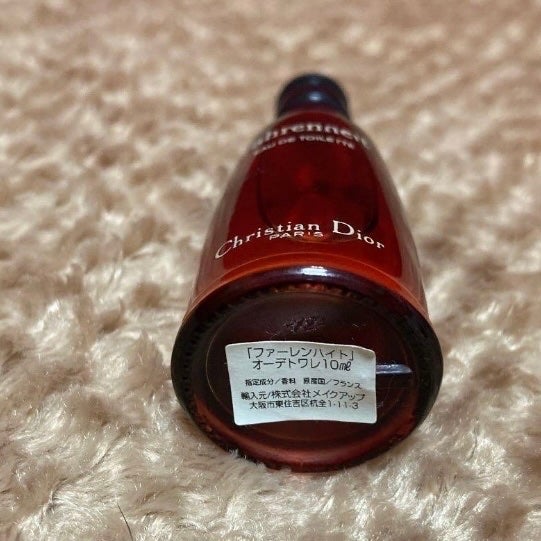 Fahrenheit
EAU DE TOILETTE
Christian Dior
PARIS
「ファーレンハイト」
オーデトワレ10㎖
指定成分/香料 原産国/フランス
輸入元/株式会社メイクアップ
大阪市東住吉区杭全1-11-3